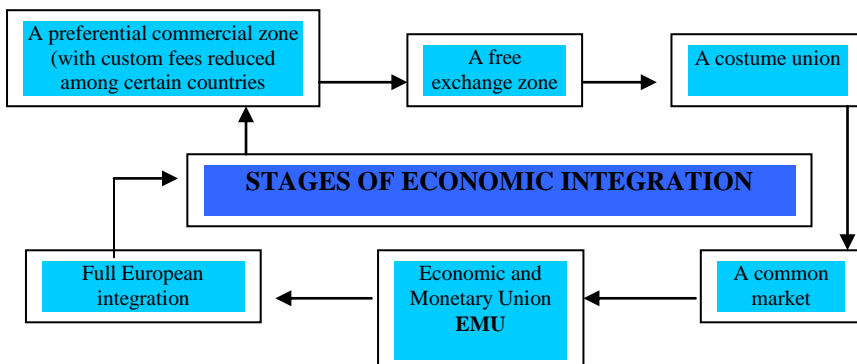 A preferential commercial zone
(with custom fees reduced
among certain countries
A free
exchange zone
A costume union
STAGES OF ECONOMIC INTEGRATION
Full European
integration
Economic and
Monetary Union
EMU
A common
market